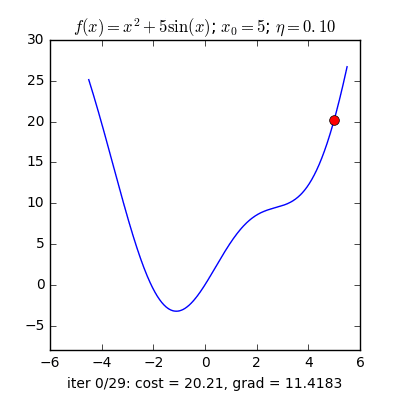 f(x) = x² + 5sin(x); x₀ = 5; η = 0.10
30
25
20
15
10
5
0
−5
−6 −4 −2 0 2 4 6
iter 0/29: cost = 20.21, grad = 11.4183